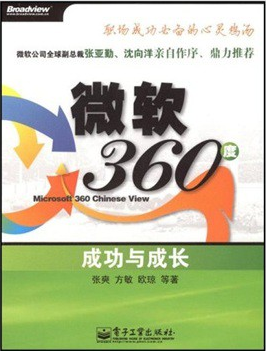 Broadview
www.broadview.com.cn
职场成功必备的心灵鸡汤
微软公司全球副总裁张亚勤、沈向洋亲自作序、鼎力推荐
微软
360度
Microsoft 360 Chinese View
成功与成长
张爽 方敏 欧琼 等著
电子工业出版社